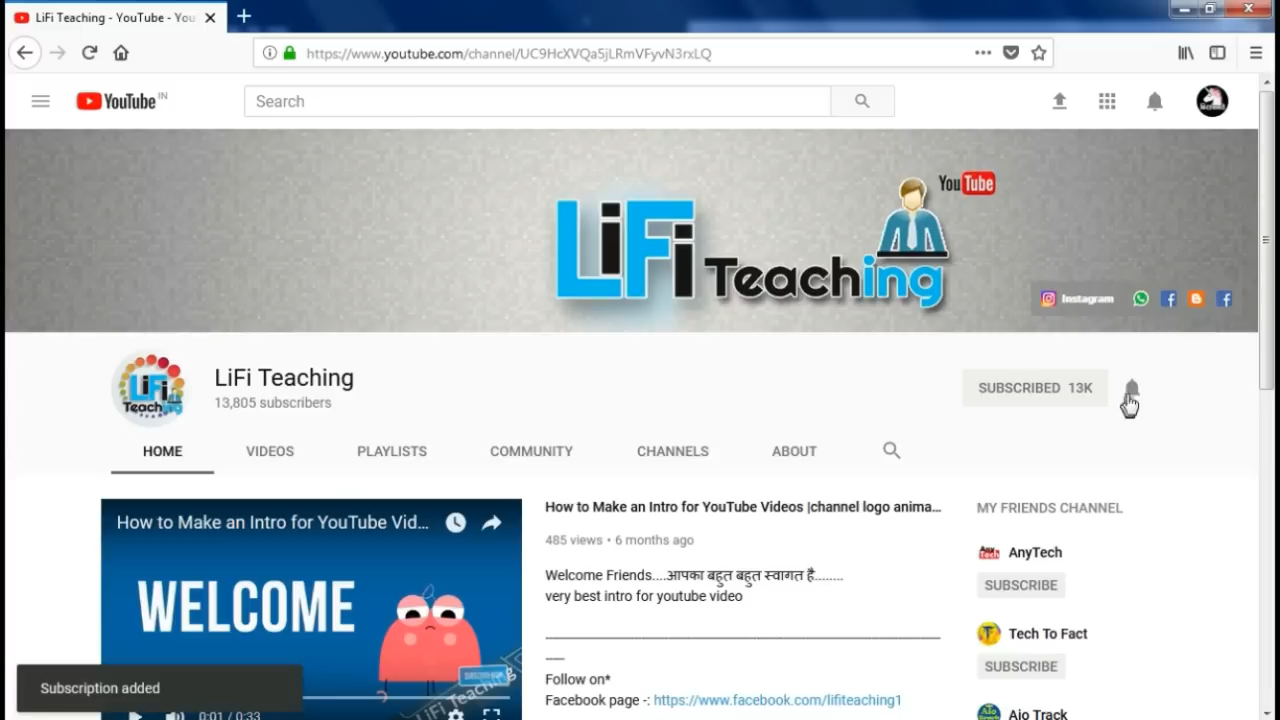 LiFi Teaching - YouTube - You
https://www.youtube.com/channel/UC9HcXVQa5jLRmVFyvN3rxLQ
YouTube IN
Search
YouTube
LiFi Teaching
Instagram
LiFi Teaching
LiFi Teaching
13,805 subscribers
SUBSCRIBED 13K
HOME VIDEOS PLAYLISTS COMMUNITY CHANNELS ABOUT
How to Make an Intro for YouTube Vid...
WELCOME
LiFi Teaching
0:01 / 0:33
Subscription added
How to Make an Intro for YouTube Videos |channel logo anima...
485 views • 6 months ago
Welcome Friends....आपका बहुत बहुत स्वागत है........
very best intro for youtube video
Follow on*
Facebook page -: https://www.facebook.com/lifiteaching1
MY FRIENDS CHANNEL
AnyTech
SUBSCRIBE
Tech To Fact
SUBSCRIBE
Aio Track